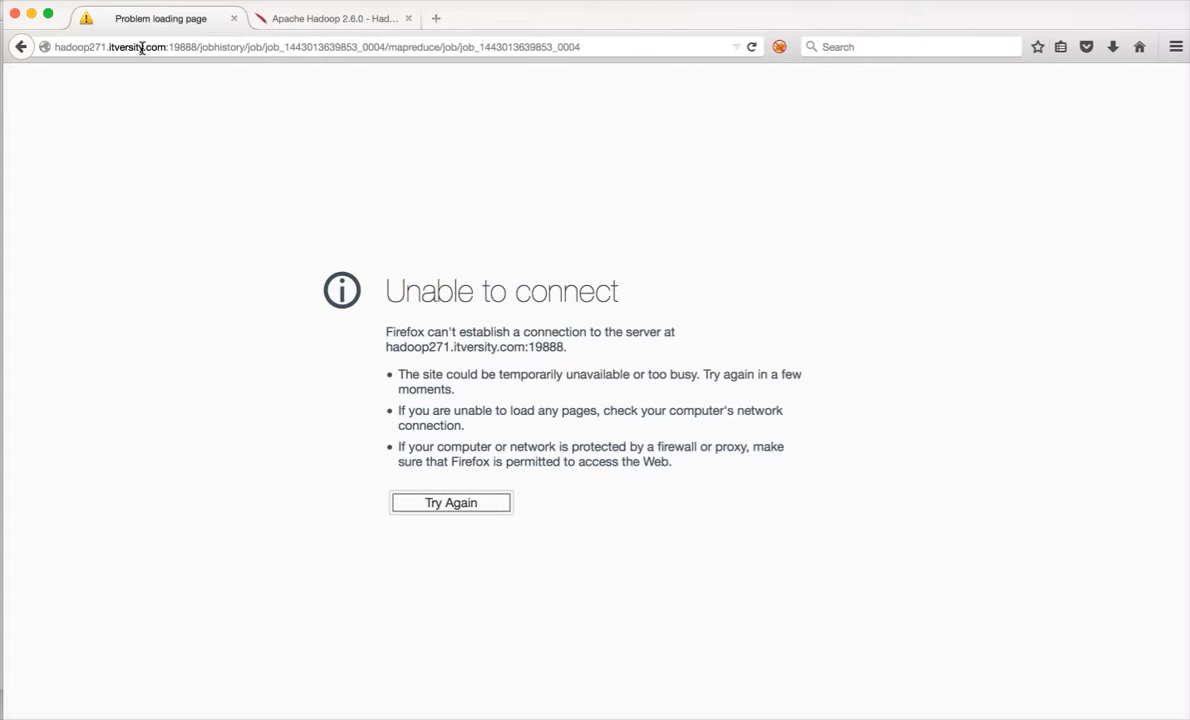 Problem loading page
Apache Hadoop 2.6.0 - Had...
hadoop271.itversity.com:19888/jobhistory/job/job_1443013639853_0004/mapreduce/job/job_1443013639853_0004
Search
Unable to connect
Firefox can't establish a connection to the server at
hadoop271.itversity.com:19888.
• The site could be temporarily unavailable or too busy. Try again in a few
moments.
• If you are unable to load any pages, check your computer's network
connection.
• If your computer or network is protected by a firewall or proxy, make
sure that Firefox is permitted to access the Web.
Try Again